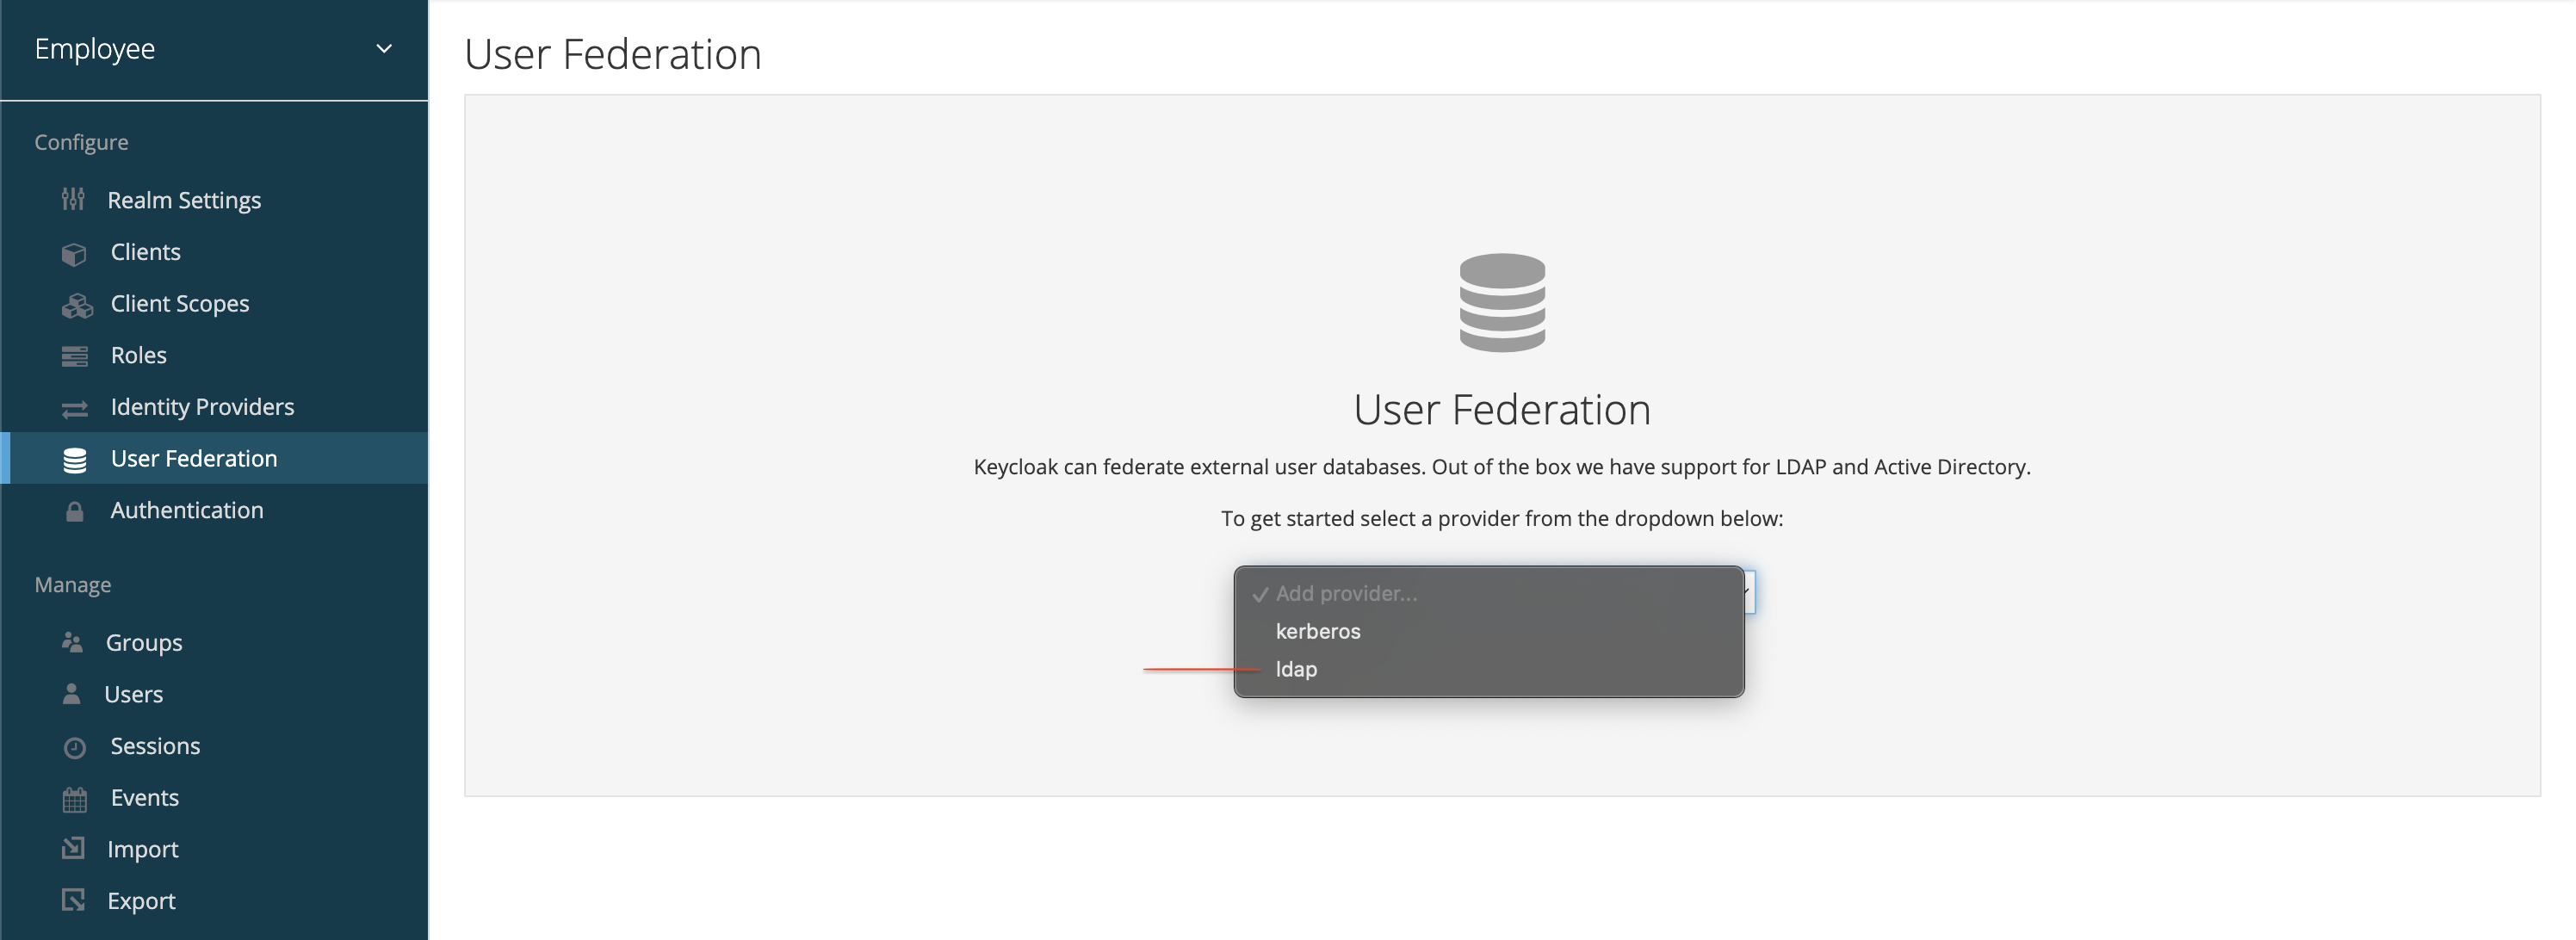 Employee
Configure
Realm Settings
Clients
Client Scopes
Roles
Identity Providers
User Federation
Authentication
Manage
Groups
Users
Sessions
Events
Import
Export
User Federation
User Federation
Keycloak can federate external user databases. Out of the box we have support for LDAP and Active Directory.
To get started select a provider from the dropdown below:
Add provider...
kerberos
ldap